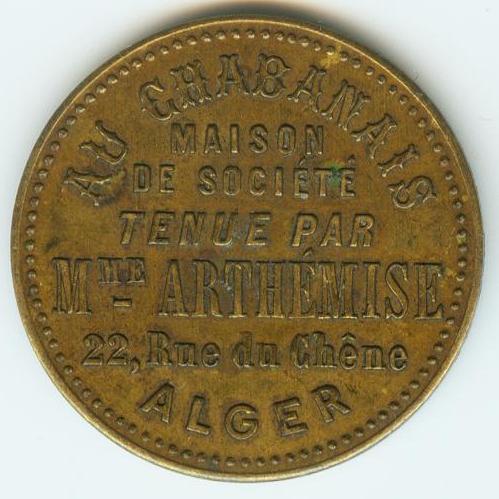 AU CHABANAIS
MAISON
DE SOCIÉTÉ
TENUE PAR
MME ARTHÉMISE
22, Rue du Chêne
ALGER